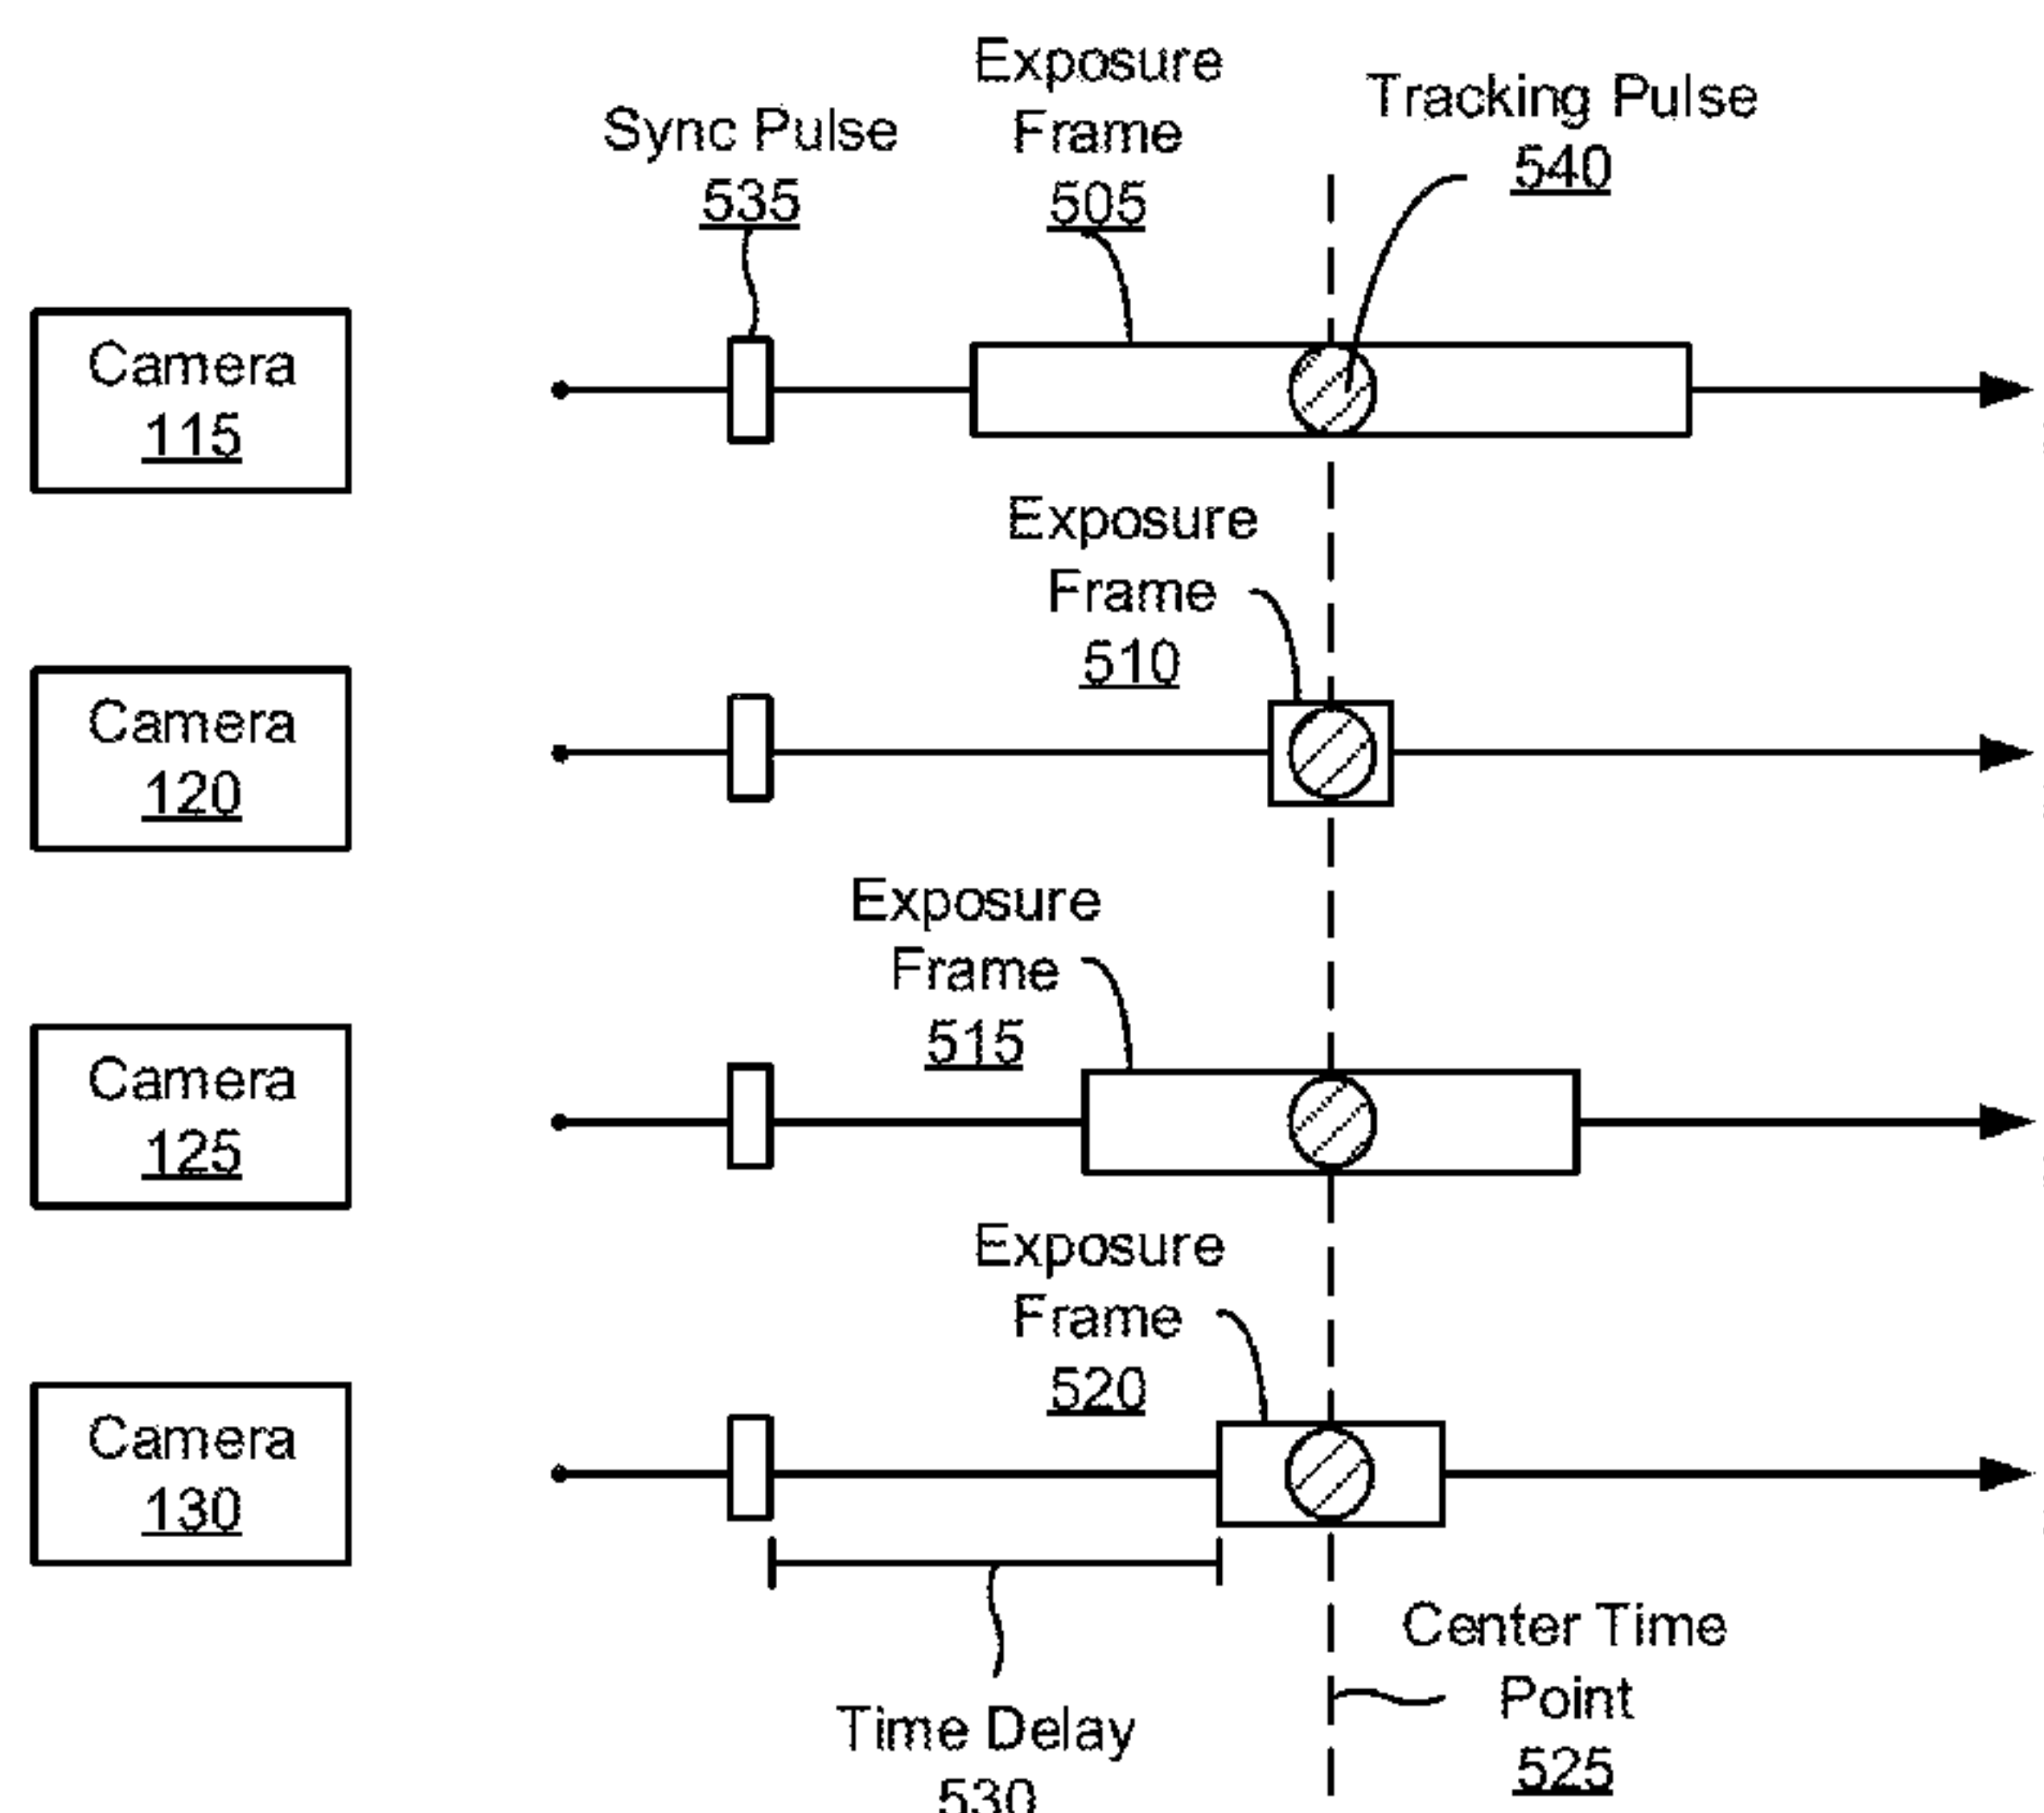 Exposure
Frame
505
Tracking Pulse
540
Sync Pulse
535
Camera
115
Exposure
Frame
510
Camera
120
Exposure
Frame
515
Camera
125
Exposure
Frame
520
Camera
130
Center Time
Point
525
Time Delay
530